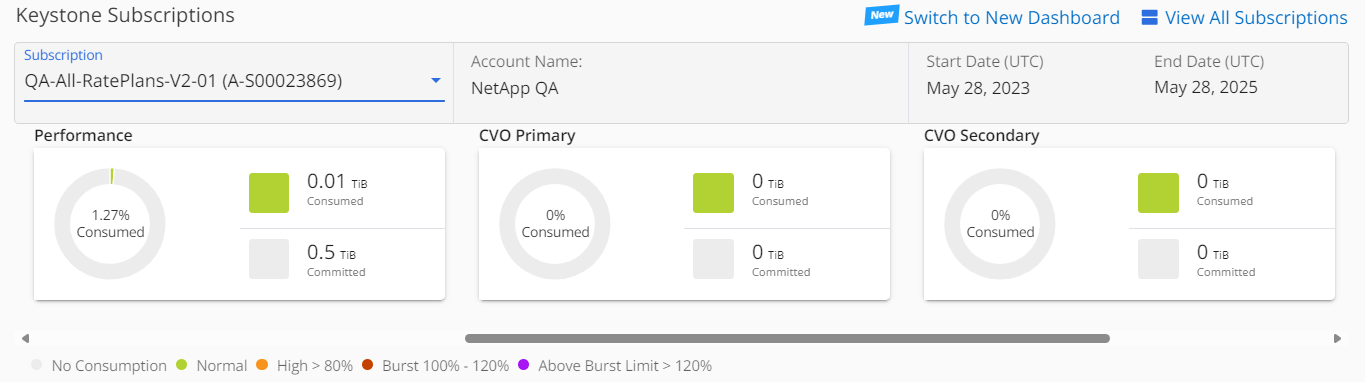 Keystone Subscriptions
New Switch to New Dashboard
View All Subscriptions
Subscription
QA-All-RatePlans-V2-01 (A-S00023869)
Account Name:
NetApp QA
Start Date (UTC)
May 28, 2023
End Date (UTC)
May 28, 2025
Performance
1.27%
Consumed
0.01 TiB
Consumed
0.5 TiB
Committed
CVO Primary
0%
Consumed
0 TiB
Consumed
0 TiB
Committed
CVO Secondary
0%
Consumed
0 TiB
Consumed
0 TiB
Committed
No Consumption
Normal
High > 80%
Burst 100% - 120%
Above Burst Limit > 120%